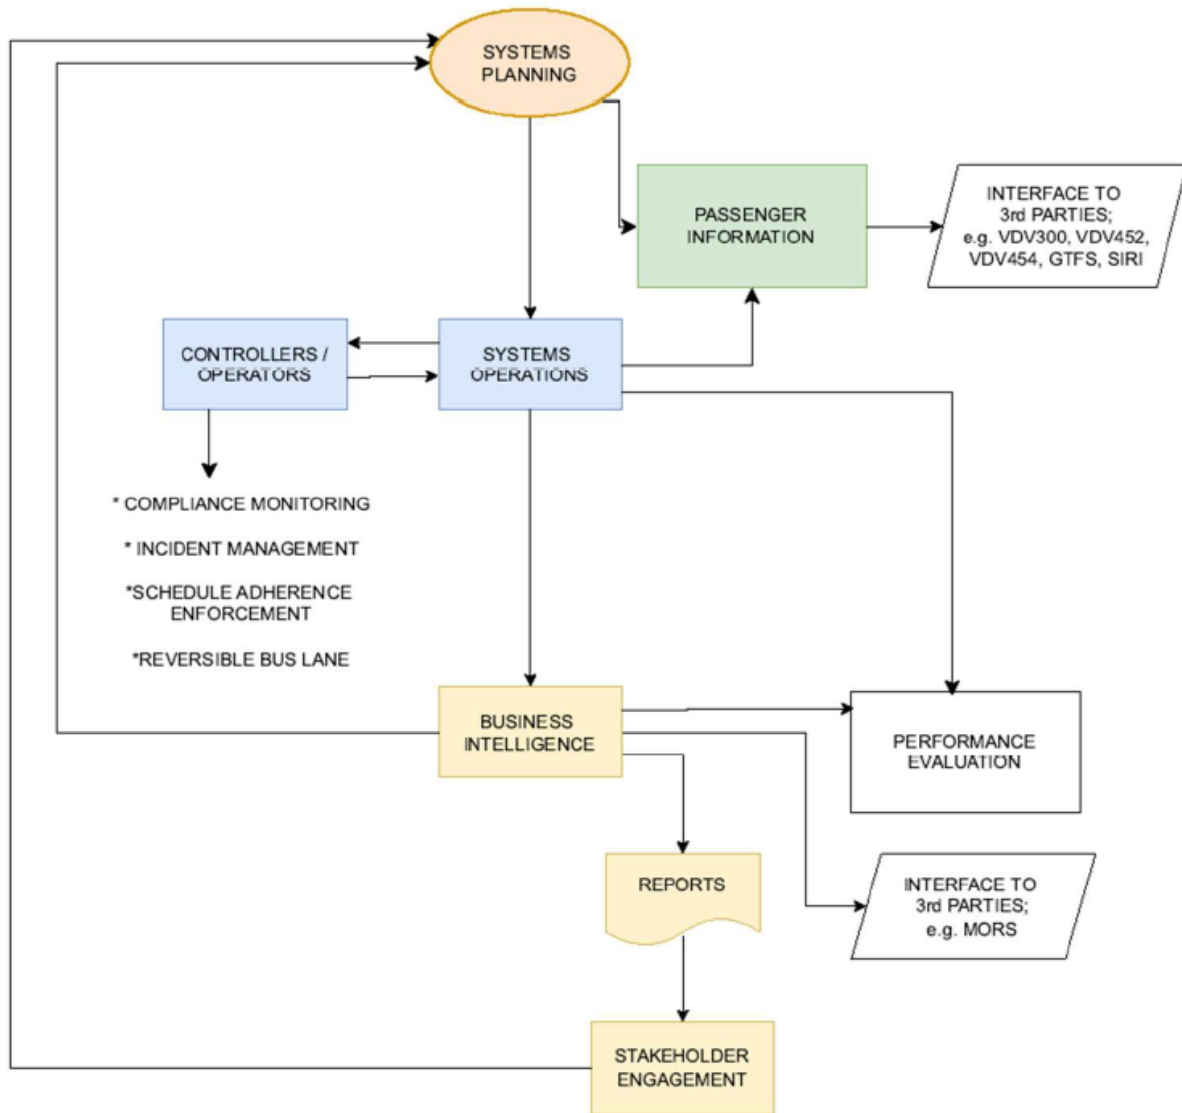 SYSTEMS
PLANNING
PASSENGER
INFORMATION
INTERFACE TO
3rd PARTIES;
e.g. VDV300, VDV452,
VDV454, GTFS, SIRI
CONTROLLERS /
OPERATORS
SYSTEMS
OPERATIONS
* COMPLIANCE MONITORING
* INCIDENT MANAGEMENT
*SCHEDULE ADHERENCE
ENFORCEMENT
*REVERSIBLE BUS LANE
BUSINESS
INTELLIGENCE
PERFORMANCE
EVALUATION
REPORTS
INTERFACE TO
3rd PARTIES;
e.g. MORS
STAKEHOLDER
ENGAGEMENT